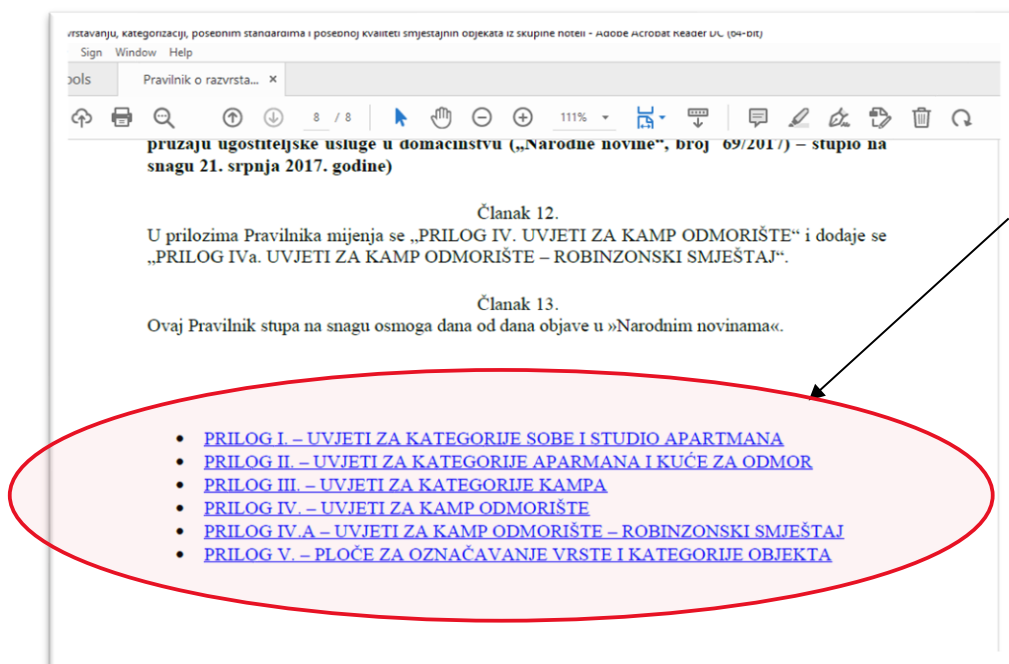 vrstavanju, kategorizaciji, posebnim standardima i posebnoj kvaliteti smještajnih objekata iz skupine hoteli - Adobe Acrobat Reader DC (64-bit)
Sign Window Help
ools Pravilnik o razvrsta... ×
8 / 8 111%
pružaju ugostiteljske usluge u domaćinstvu („Narodne novine“, broj 69/2017) – stupio na
snagu 21. srpnja 2017. godine)
Članak 12.
U prilozima Pravilnika mijenja se „PRILOG IV. UVJETI ZA KAMP ODMORIŠTE“ i dodaje se
„PRILOG IVa. UVJETI ZA KAMP ODMORIŠTE – ROBINZONSKI SMJEŠTAJ“.
Članak 13.
Ovaj Pravilnik stupa na snagu osmoga dana od dana objave u »Narodnim novinama«.
• PRILOG I. – UVJETI ZA KATEGORIJE SOBE I STUDIO APARTMANA
• PRILOG II. – UVJETI ZA KATEGORIJE APARMANA I KUĆE ZA ODMOR
• PRILOG III. – UVJETI ZA KATEGORIJE KAMPA
• PRILOG IV. – UVJETI ZA KAMP ODMORIŠTE
• PRILOG IV.A – UVJETI ZA KAMP ODMORIŠTE – ROBINZONSKI SMJEŠTAJ
• PRILOG V. – PLOČE ZA OZNAČAVANJE VRSTE I KATEGORIJE OBJEKTA